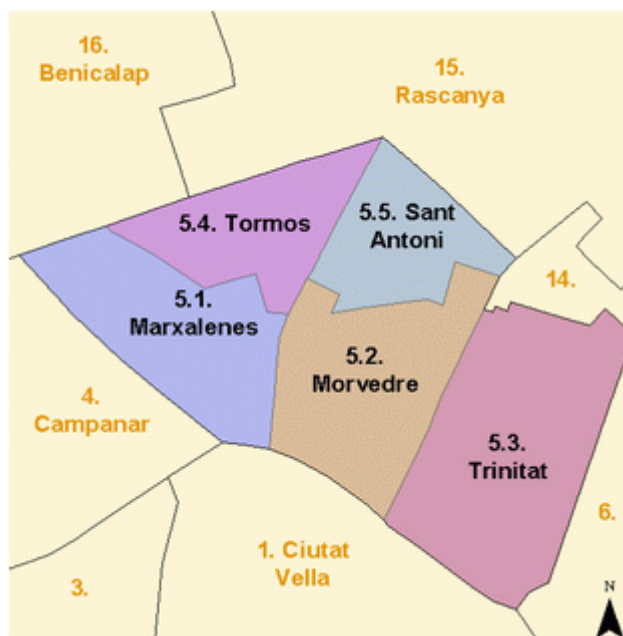 16.
Benicalap
15.
Rascanya
5.4. Tormos
5.5. Sant
Antoni
14.
5.1.
Marxalenes
5.2.
Morvedre
4.
Campanar
5.3.
Trinitat
6.
1. Ciutat
Vella
3.
N